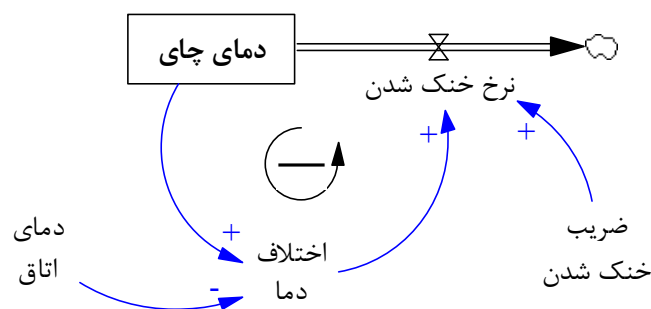 دمای چای
نرخ خنک شدن
+
+
دمای
اتاق
+
-
اختلاف
دما
ضریب
خنک شدن